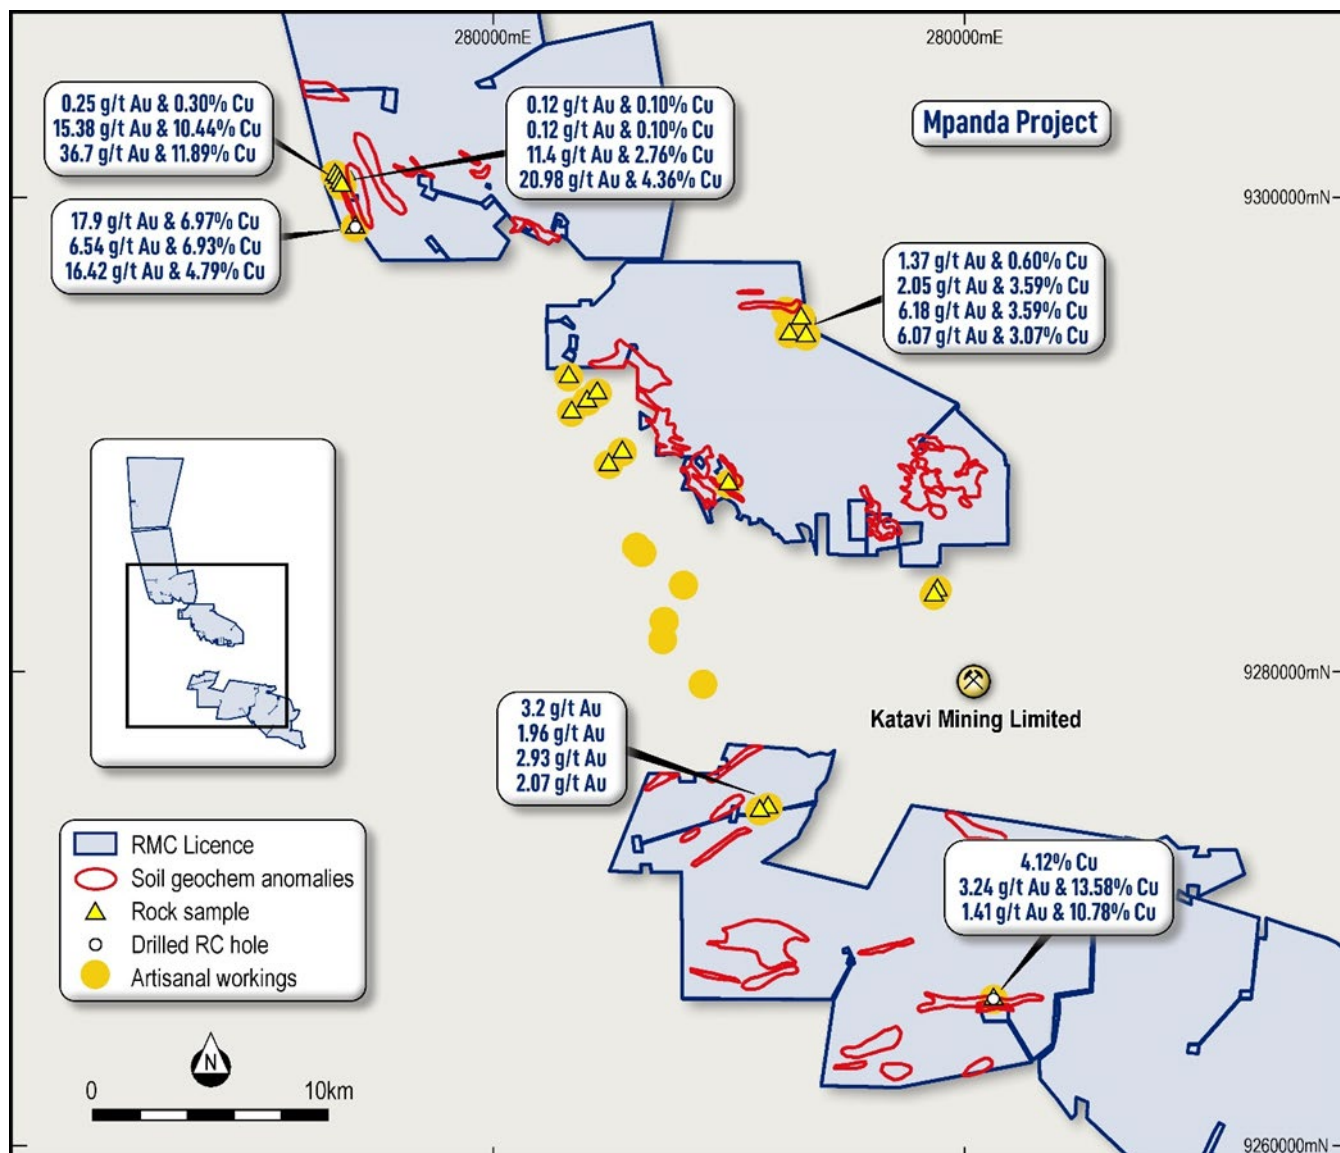 280000mE
280000mE
Mpanda Project
0.25 g/t Au & 0.30% Cu
15.38 g/t Au & 10.44% Cu
36.7 g/t Au & 11.89% Cu
0.12 g/t Au & 0.10% Cu
0.12 g/t Au & 0.10% Cu
11.4 g/t Au & 2.76% Cu
20.98 g/t Au & 4.36% Cu
9300000mN
17.9 g/t Au & 6.97% Cu
6.54 g/t Au & 6.93% Cu
16.42 g/t Au & 4.79% Cu
1.37 g/t Au & 0.60% Cu
2.05 g/t Au & 3.59% Cu
6.18 g/t Au & 3.59% Cu
6.07 g/t Au & 3.07% Cu
9280000mN
Katavi Mining Limited
3.2 g/t Au
1.96 g/t Au
2.93 g/t Au
2.07 g/t Au
4.12% Cu
3.24 g/t Au & 13.58% Cu
1.41 g/t Au & 10.78% Cu
RMC Licence
Soil geochem anomalies
Rock sample
Drilled RC hole
Artisanal workings
N
0 10km
9260000mN